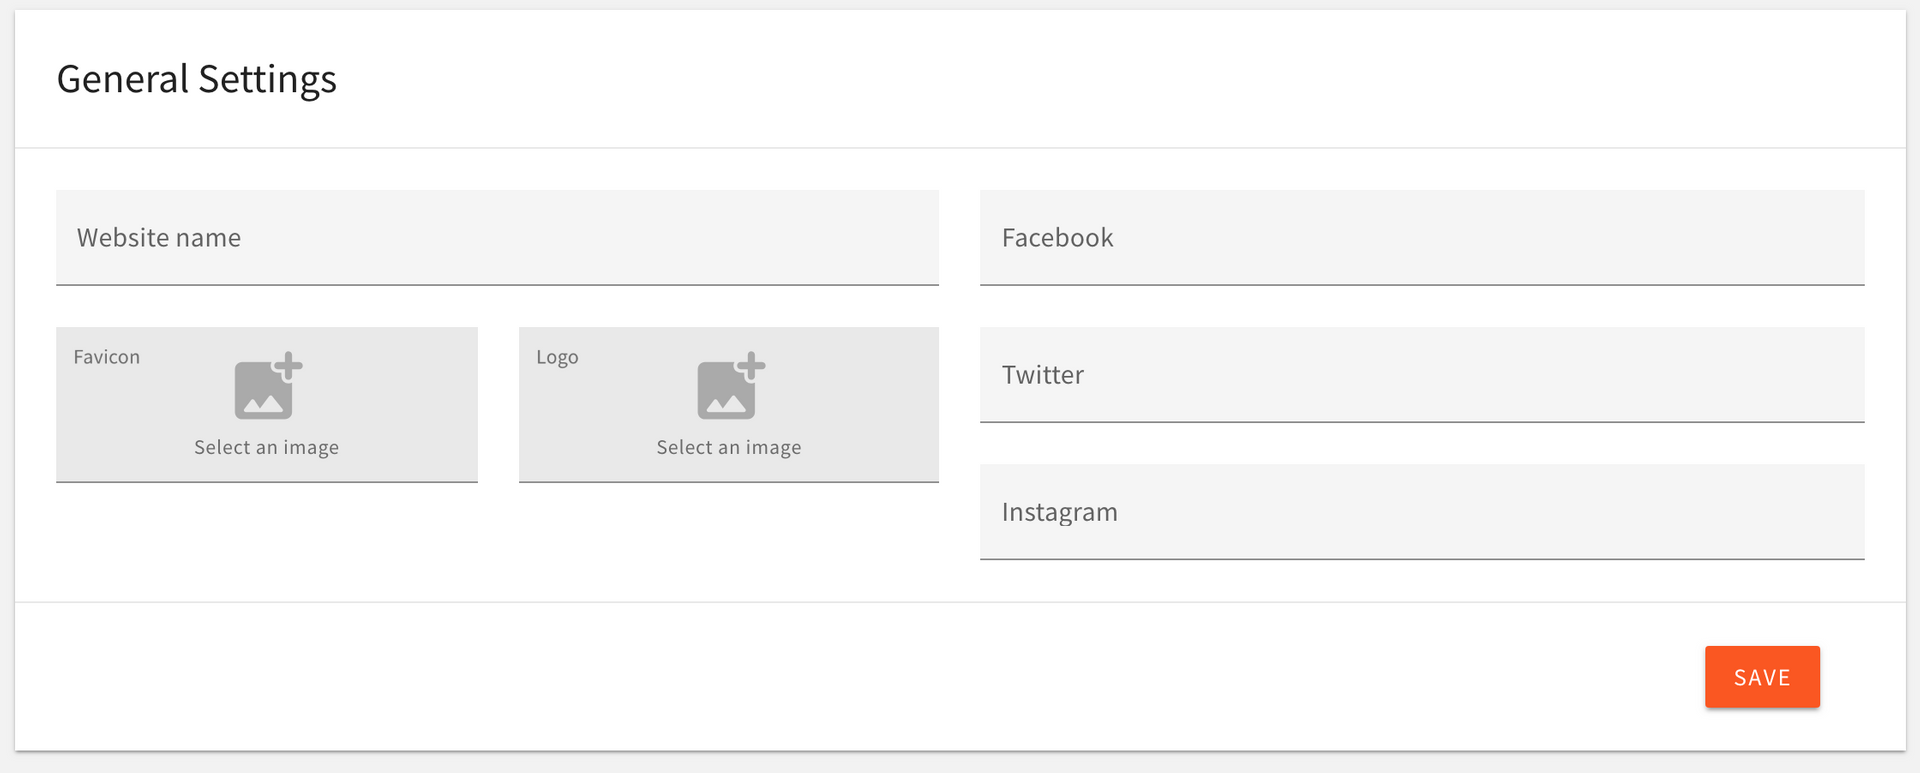 General Settings
Website name
Favicon
Select an image
Logo
Select an image
Facebook
Twitter
Instagram
SAVE